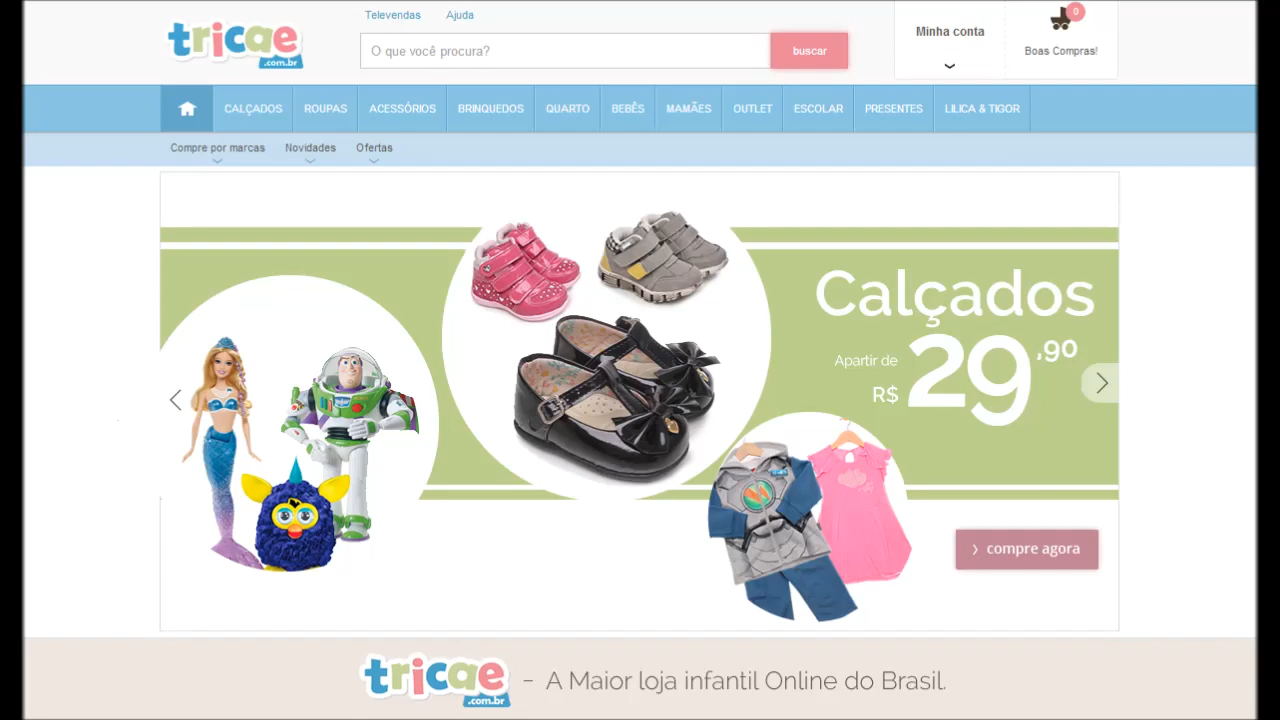 Televendas Ajuda
tricae
.com.br
O que você procura?
buscar
Minha conta
0
Boas Compras!
CALÇADOS ROUPAS ACESSÓRIOS BRINQUEDOS QUARTO BEBÊS MAMÃES OUTLET ESCOLAR PRESENTES LILICA & TIGOR
Compre por marcas Novidades Ofertas
Calçados
Apartir de
R$ 29,90
› compre agora
tricae
.com.br
– A Maior loja infantil Online do Brasil.